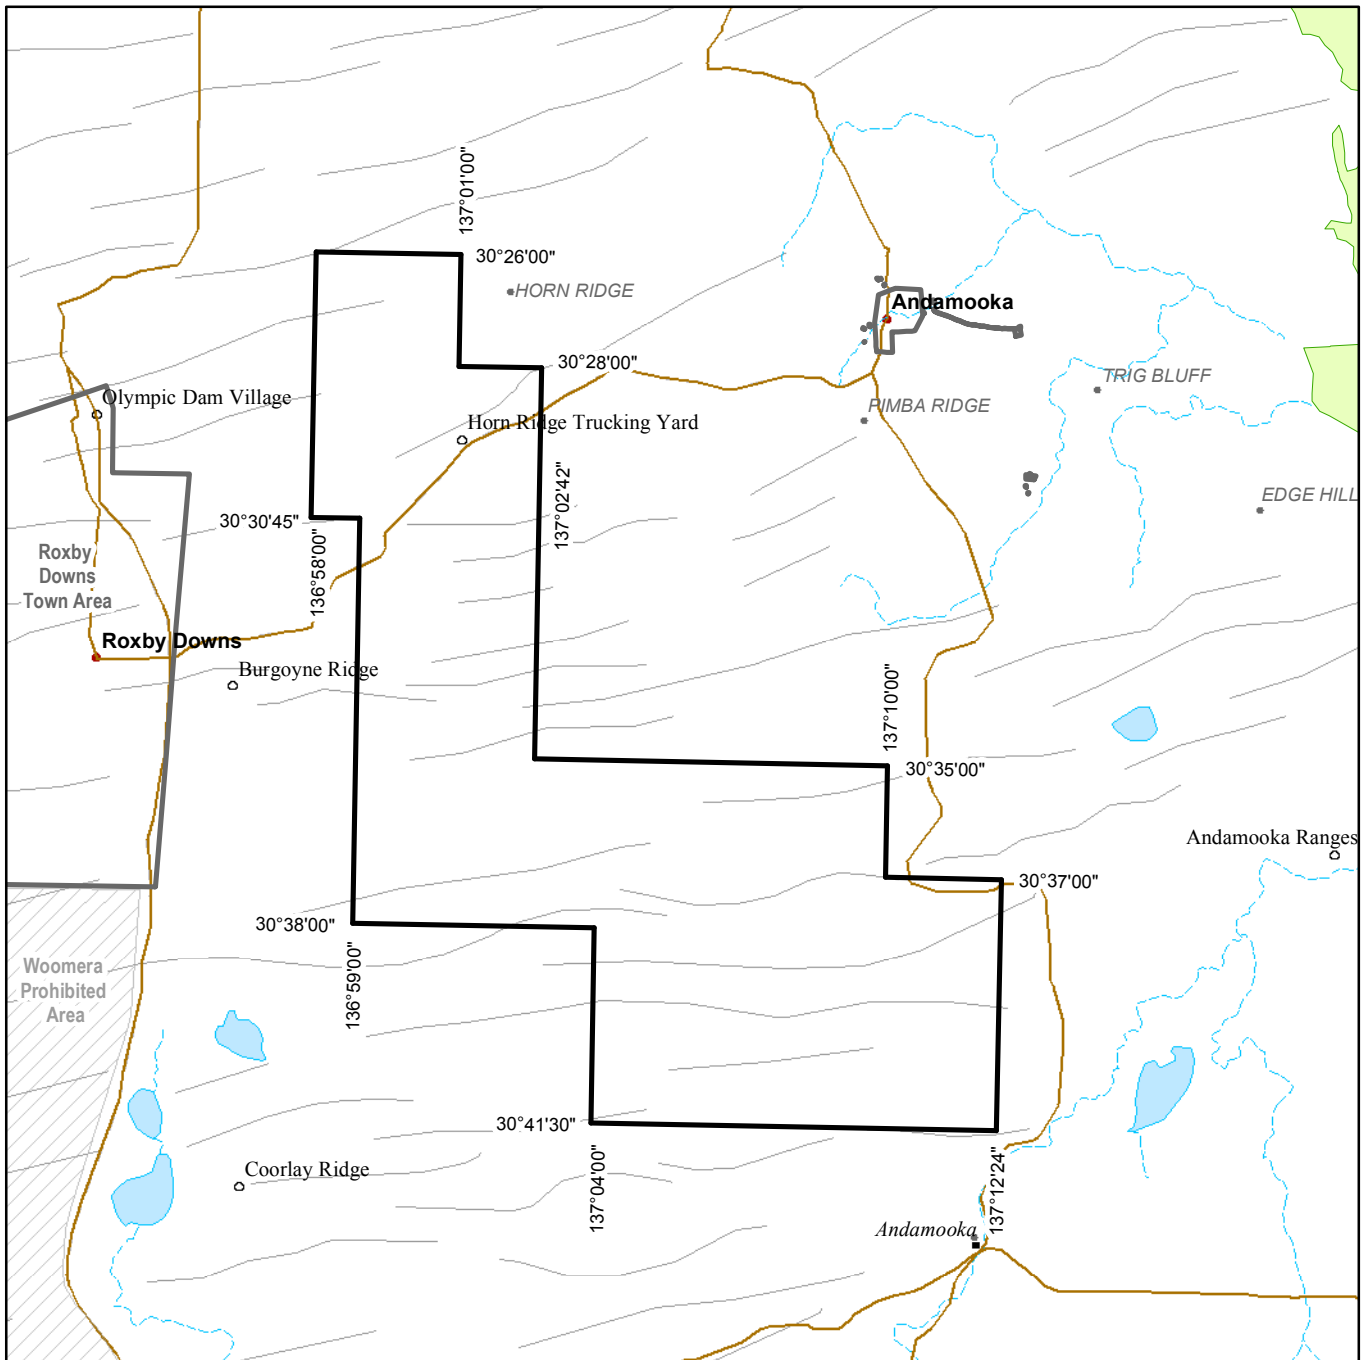 137°01'00"
30°26'00"
HORN RIDGE
Andamooka
30°28'00"
TRIG BLUFF
Olympic Dam Village
PIMBA RIDGE
Horn Ridge Trucking Yard
137°02'42"
EDGE HILL
30°30'45"
Roxby
Downs
Town Area
136°58'00"
Roxby Downs
Burgoyne Ridge
137°10'00"
30°35'00"
Andamooka Ranges
30°37'00"
30°38'00"
136°59'00"
Woomera
Prohibited
Area
30°41'30"
Coorlay Ridge
137°04'00"
137°12'24"
Andamooka